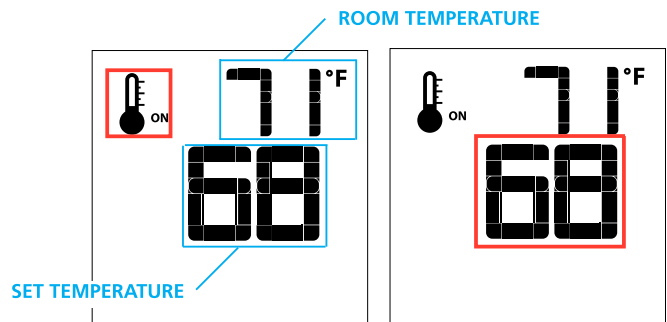 ROOM TEMPERATURE
71 °F
ON
68
SET TEMPERATURE
71 °F
ON
68